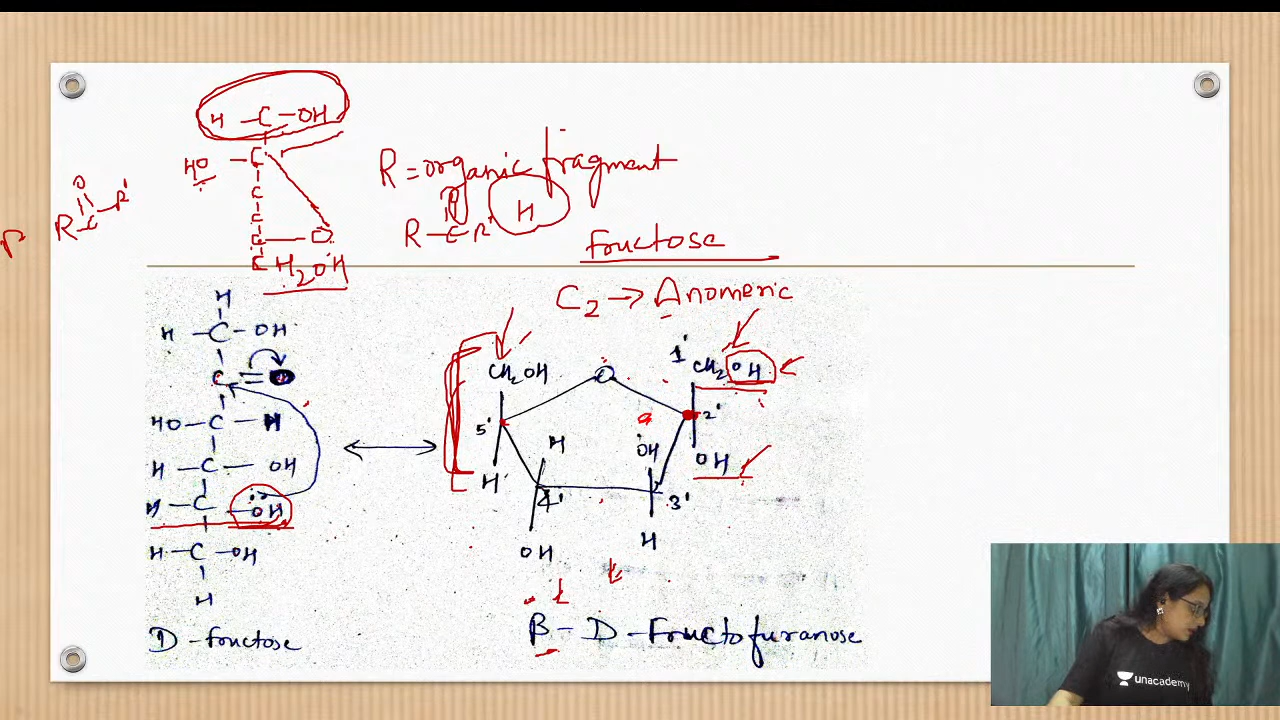 H - C - OH
HO - C
C
C
C - O
CH2OH
O
R - C - R'
R = organic fragment
O
R - C - R' H
Fructose
C2 → Anomeric
H
H - C - OH
C = O
HO - C - H
H - C - OH
H - C - OH
H - C - OH
H
D - fructose
CH2OH O 1' CH2OH
5' 2'
H OH OH
H 4' 3'
OH H
β - D - Fructofuranose
unacademy